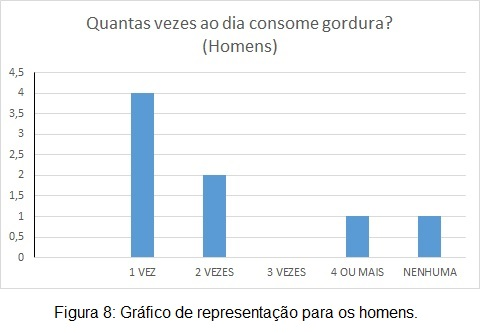 Quantas vezes ao dia consome gordura?
(Homens)
4,5
4
3,5
3
2,5
2
1,5
1
0,5
0
1 VEZ
2 VEZES
3 VEZES
4 OU MAIS
NENHUMA
Figura 8: Gráfico de representação para os homens.